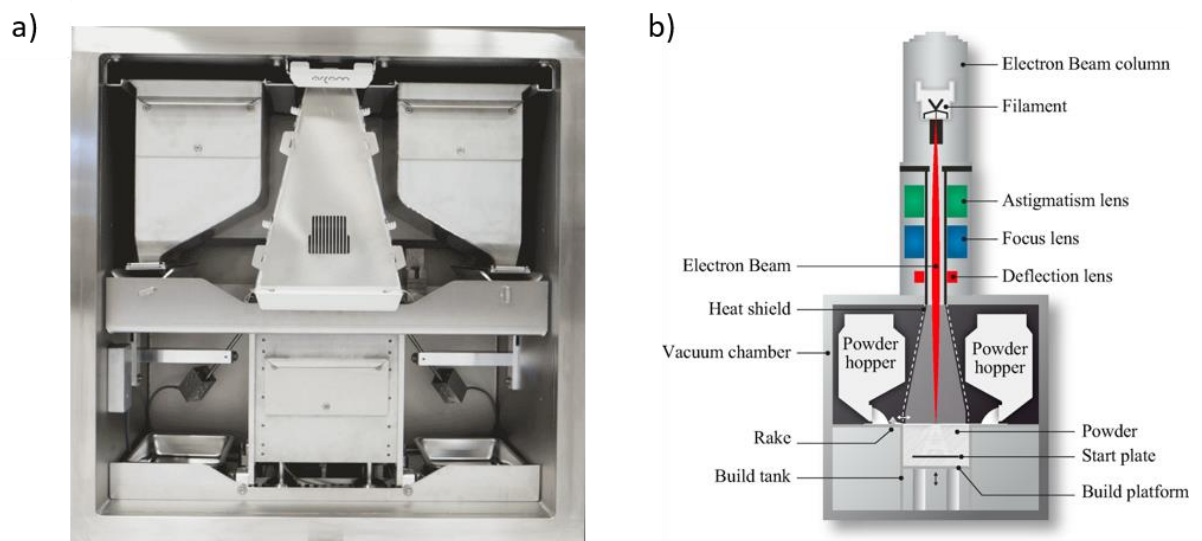 a)
b)
Electron Beam column
Filament
Astigmatism lens
Focus lens
Electron Beam
Deflection lens
Heat shield
Vacuum chamber
Powder
hopper
Powder
hopper
Rake
Powder
Start plate
Build tank
Build platform